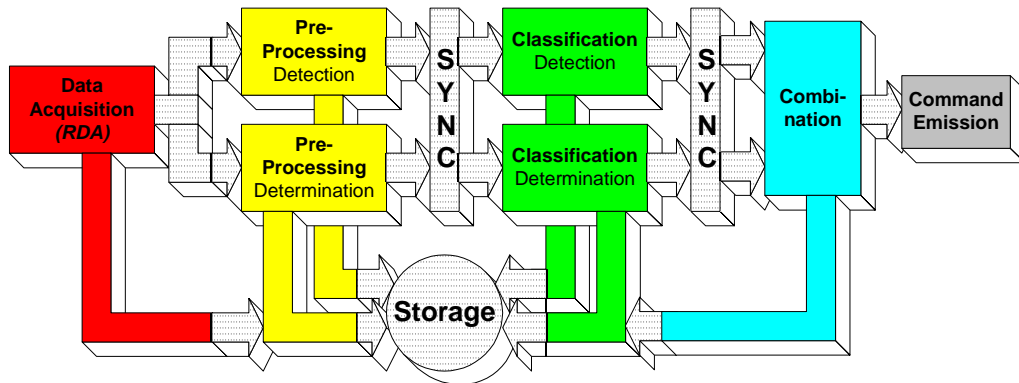 Data
Acquisition
(RDA)
Pre-
Processing
Detection
Pre-
Processing
Determination
S
Y
N
C
Classification
Detection
Classification
Determination
S
Y
N
C
Combi-
nation
Command
Emission
Storage